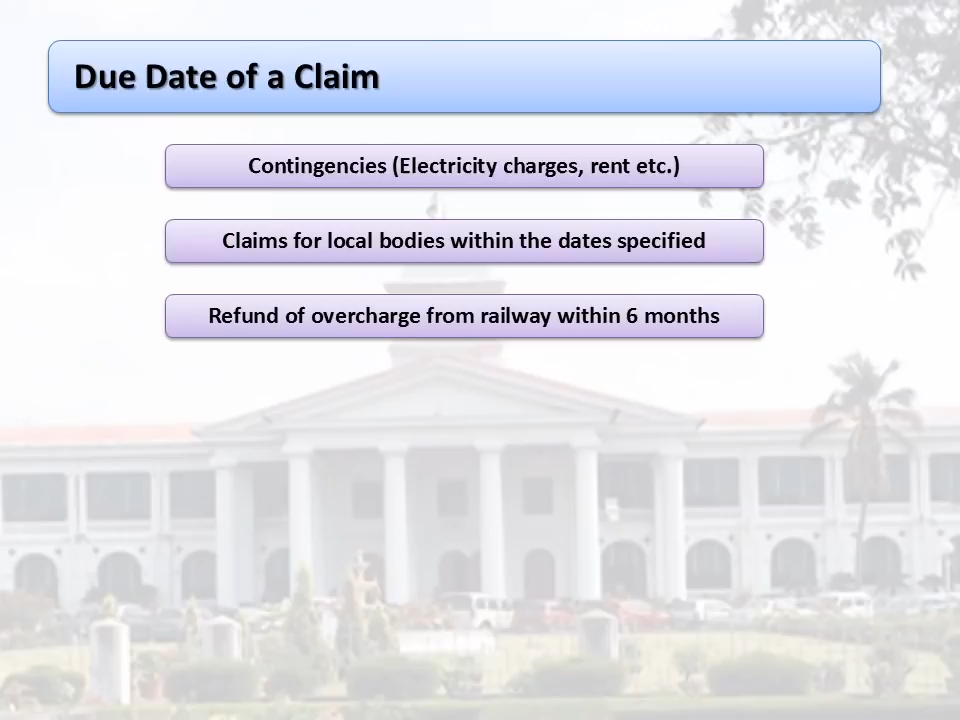 Due Date of a Claim
Contingencies (Electricity charges, rent etc.)
Claims for local bodies within the dates specified
Refund of overcharge from railway within 6 months